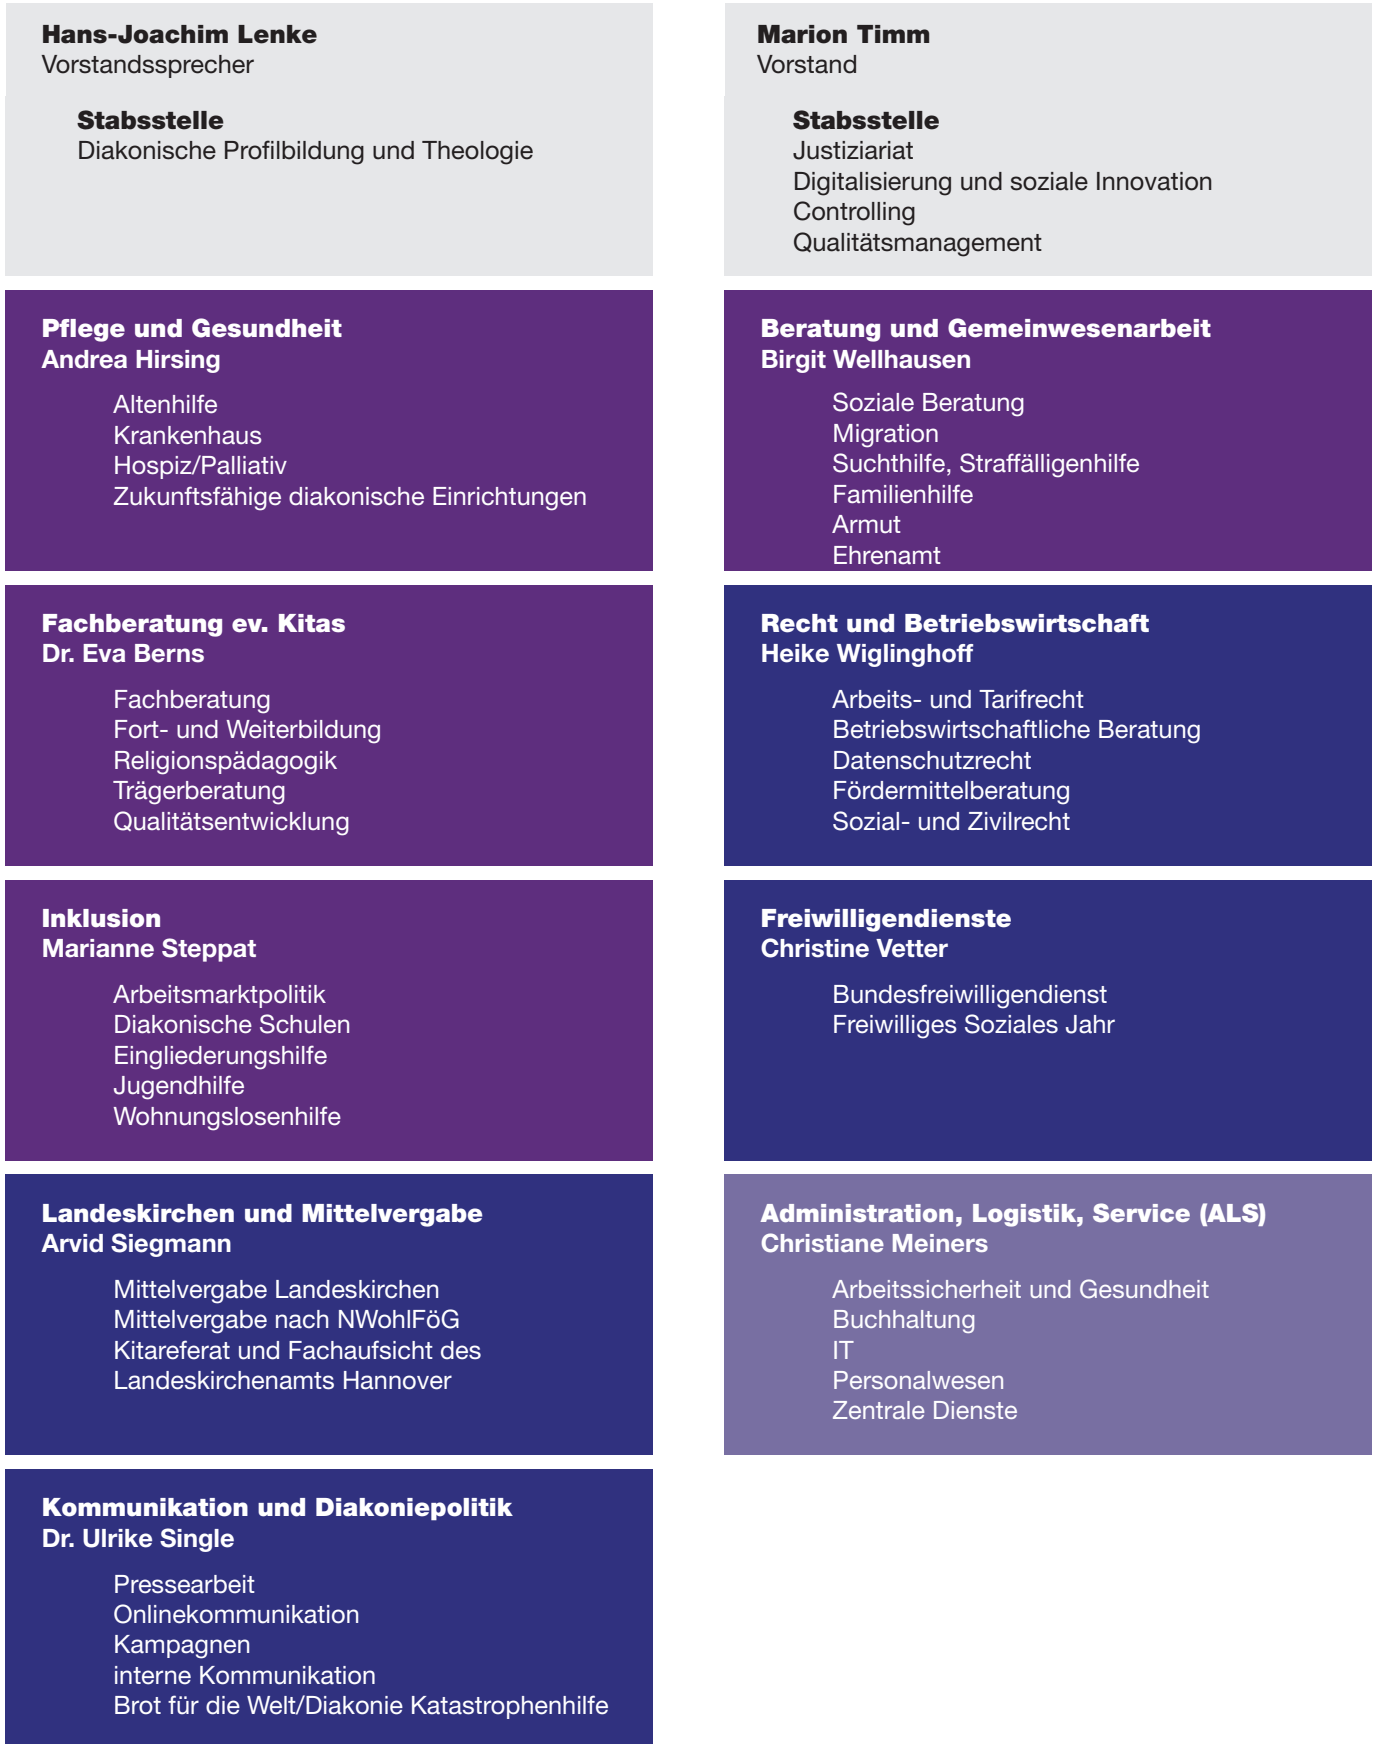 Hans-Joachim Lenke
Vorstandssprecher
Stabsstelle
Diakonische Profilbildung und Theologie
Marion Timm
Vorstand
Stabsstelle
Justiziariat
Digitalisierung und soziale Innovation
Controlling
Qualitätsmanagement
Pflege und Gesundheit
Andrea Hirsing
Altenhilfe
Krankenhaus
Hospiz/Palliativ
Zukunftsfähige diakonische Einrichtungen
Beratung und Gemeinwesenarbeit
Birgit Wellhausen
Soziale Beratung
Migration
Suchthilfe, Straffälligenhilfe
Familienhilfe
Armut
Ehrenamt
Fachberatung ev. Kitas
Dr. Eva Berns
Fachberatung
Fort- und Weiterbildung
Religionspädagogik
Trägerberatung
Qualitätsentwicklung
Recht und Betriebswirtschaft
Heike Wiglinghoff
Arbeits- und Tarifrecht
Betriebswirtschaftliche Beratung
Datenschutzrecht
Fördermittelberatung
Sozial- und Zivilrecht
Inklusion
Marianne Steppat
Arbeitsmarktpolitik
Diakonische Schulen
Eingliederungshilfe
Jugendhilfe
Wohnungslosenhilfe
Freiwilligendienste
Christine Vetter
Bundesfreiwilligendienst
Freiwilliges Soziales Jahr
Landeskirchen und Mittelvergabe
Arvid Siegmann
Mittelvergabe Landeskirchen
Mittelvergabe nach NWohlFöG
Kitareferat und Fachaufsicht des
Landeskirchenamts Hannover
Administration, Logistik, Service (ALS)
Christiane Meiners
Arbeitssicherheit und Gesundheit
Buchhaltung
IT
Personalwesen
Zentrale Dienste
Kommunikation und Diakoniepolitik
Dr. Ulrike Single
Pressearbeit
Onlinekommunikation
Kampagnen
interne Kommunikation
Brot für die Welt/Diakonie Katastrophenhilfe